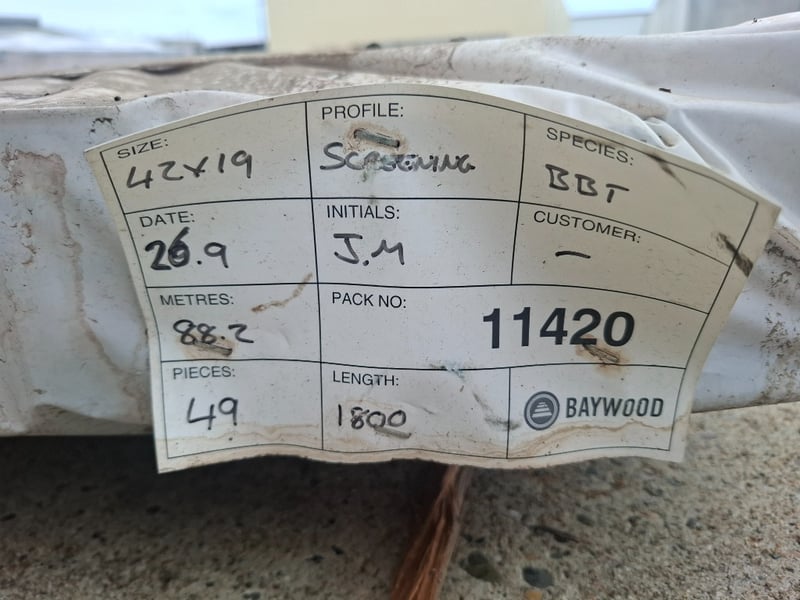 SIZE:
42x19
PROFILE:
SCREENING
SPECIES:
BBT
DATE:
26.9
INITIALS:
J.M
CUSTOMER:
—
METRES:
88.2
PACK NO:
11420
PIECES:
49
LENGTH:
1800
BAYWOOD